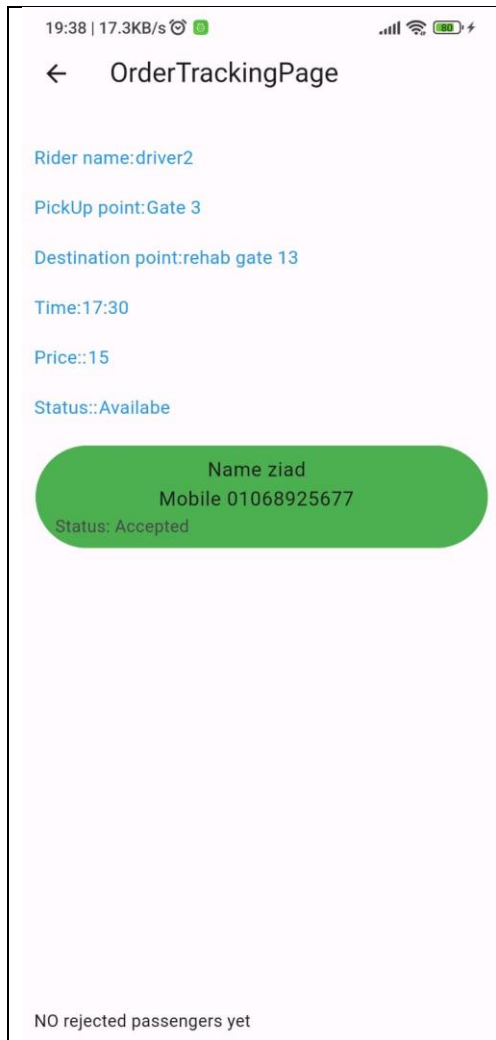 19:38 | 17.3KB/s
80
OrderTrackingPage
Rider name:driver2
PickUp point:Gate 3
Destination point:rehab gate 13
Time:17:30
Price::15
Status::Availabe
Name ziad
Mobile 01068925677
Status: Accepted
NO rejected passengers yet